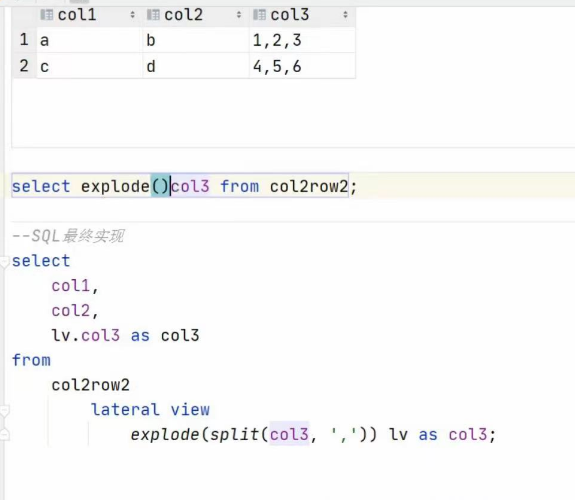 col1 col2 col3
1 a b 1,2,3
2 c d 4,5,6
select explode()col3 from col2row2;
--SQL最终实现
select
col1,
col2,
lv.col3 as col3
from
col2row2
lateral view
explode(split(col3, ',')) lv as col3;